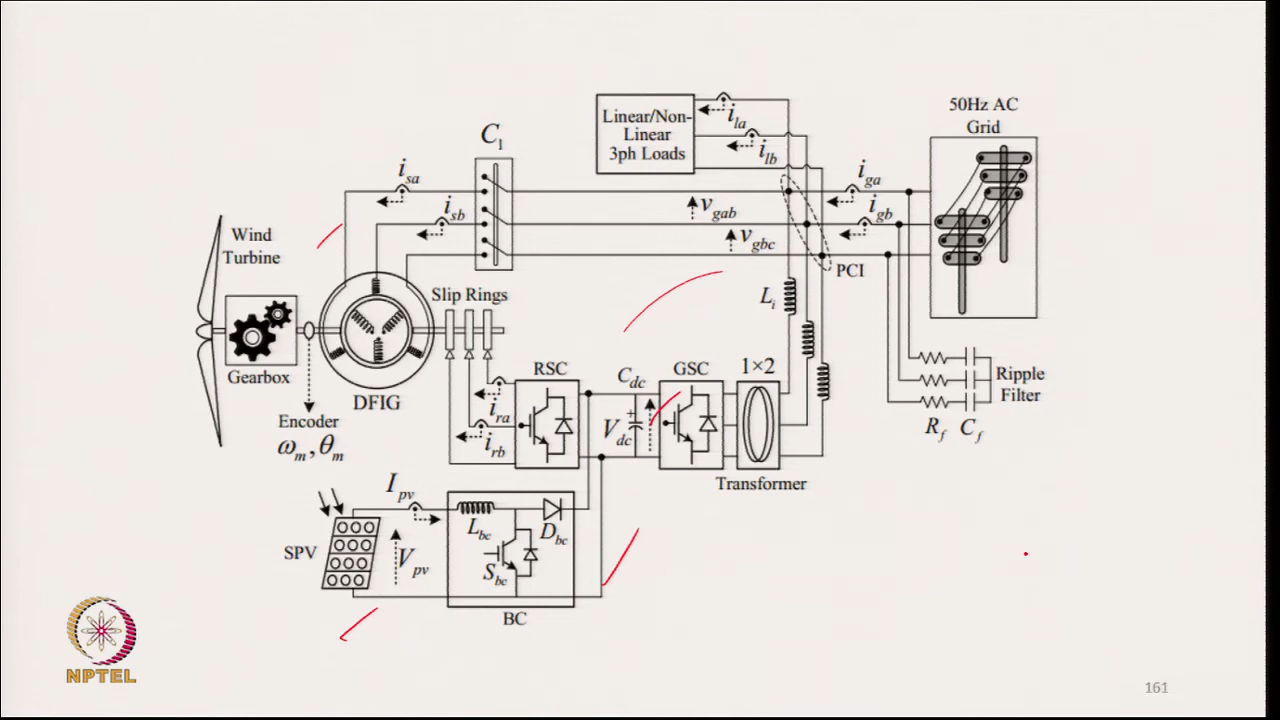 50Hz AC
Grid
Linear/Non-
Linear
3ph Loads
i_la
i_lb
C_1
i_sa
i_sb
i_ga
i_gb
v_gab
v_gbc
PCI
Wind
Turbine
Slip Rings
L_i
Gearbox
DFIG
Encoder
ω_m, θ_m
RSC
C_dc
GSC
1×2
i_ra
i_rb
+
V_dc
Transformer
Ripple
Filter
R_f
C_f
I_pv
SPV
V_pv
L_bc
D_bc
S_bc
BC
NPTEL
161